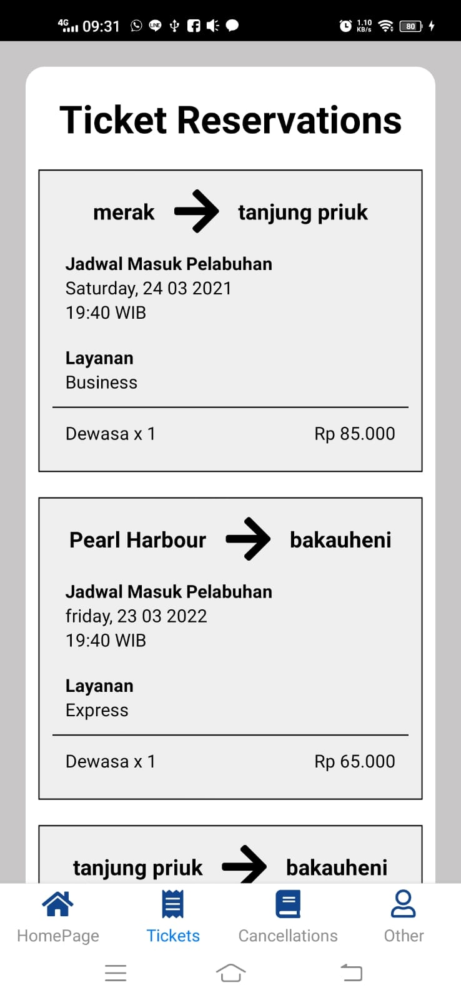 4G 09:31 LINE 1.10 KB/s 80
Ticket Reservations
merak tanjung priuk
Jadwal Masuk Pelabuhan
Saturday, 24 03 2021
19:40 WIB
Layanan
Business
Dewasa x 1 Rp 85.000
Pearl Harbour bakauheni
Jadwal Masuk Pelabuhan
friday, 23 03 2022
19:40 WIB
Layanan
Express
Dewasa x 1 Rp 65.000
tanjung priuk bakauheni
HomePage Tickets Cancellations Other